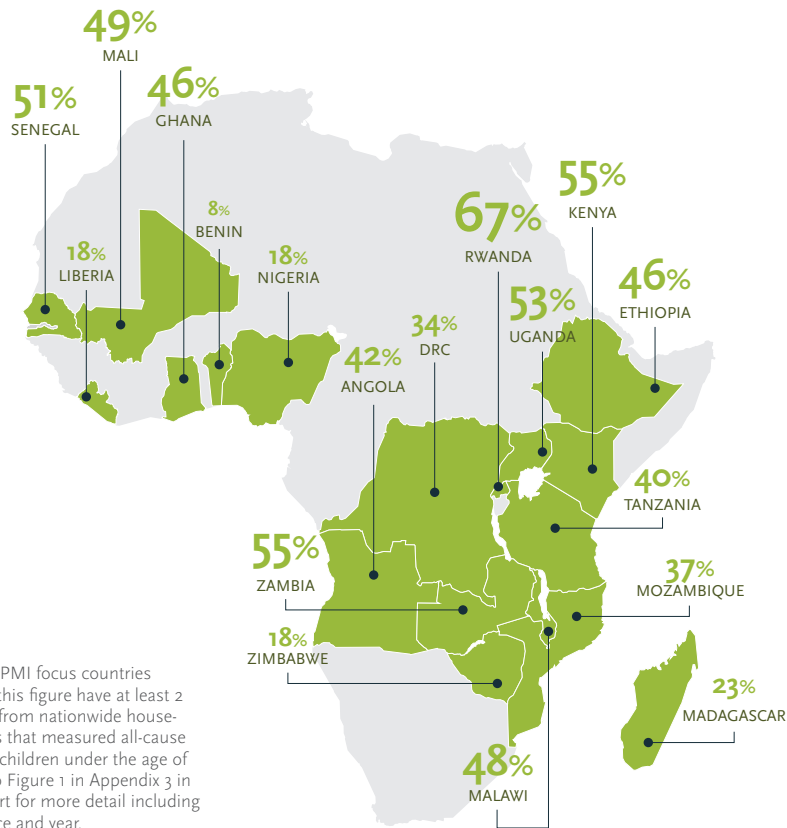 49%
MALI
51%
SENEGAL
46%
GHANA
8%
BENIN
18%
LIBERIA
18%
NIGERIA
55%
KENYA
67%
RWANDA
46%
ETHIOPIA
53%
UGANDA
34%
DRC
42%
ANGOLA
40%
TANZANIA
55%
ZAMBIA
37%
MOZAMBIQUE
18%
ZIMBABWE
23%
MADAGASCAR
48%
MALAWI
PMI focus countries
this figure have at least 2
from nationwide house-
s that measured all-cause
children under the age of
Figure 1 in Appendix 3 in
rt for more detail including
ce and year.